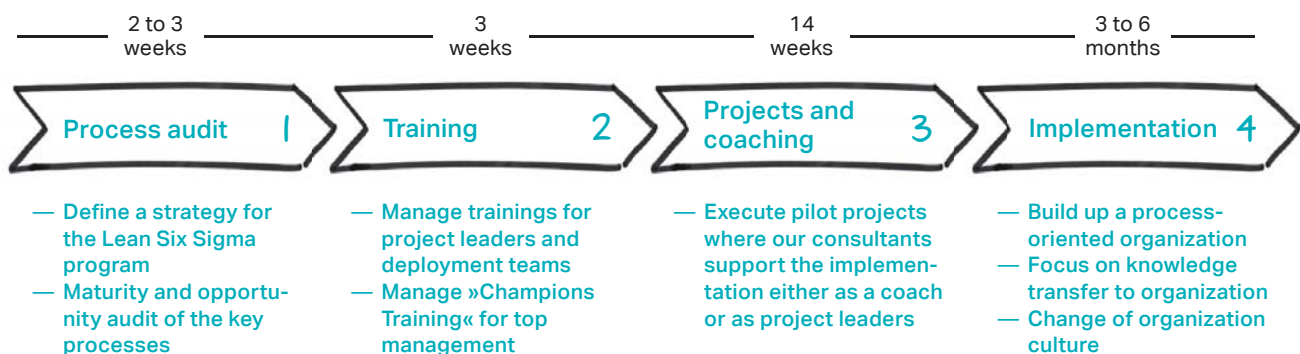 2 to 3
weeks
3
weeks
14
weeks
3 to 6
months
Process audit 1
Training 2
Projects and
coaching 3
Implementation 4
— Define a strategy for
the Lean Six Sigma
program
— Maturity and opportu-
nity audit of the key
processes
— Manage trainings for
project leaders and
deployment teams
— Manage »Champions
Training« for top
management
— Execute pilot projects
where our consultants
support the implemen-
tation either as a coach
or as project leaders
— Build up a process-
oriented organization
— Focus on knowledge
transfer to organization
— Change of organization
culture